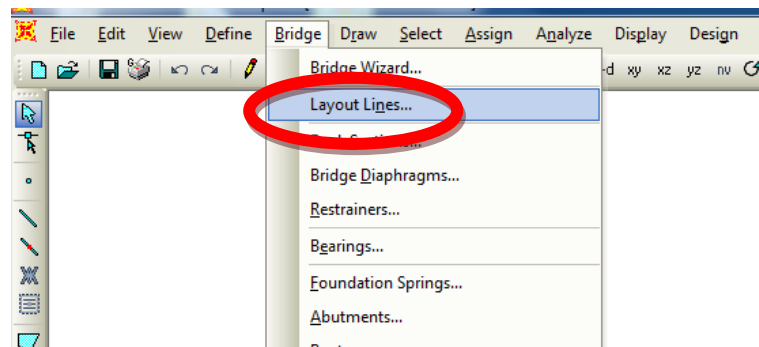 File Edit View Define Bridge Draw Select Assign Analyze Display Design
Bridge Wizard...
-d xy xz yz nv
Layout Lines...
Bridge Diaphragms...
Restrainers...
Bearings...
Foundation Springs...
Abutments...